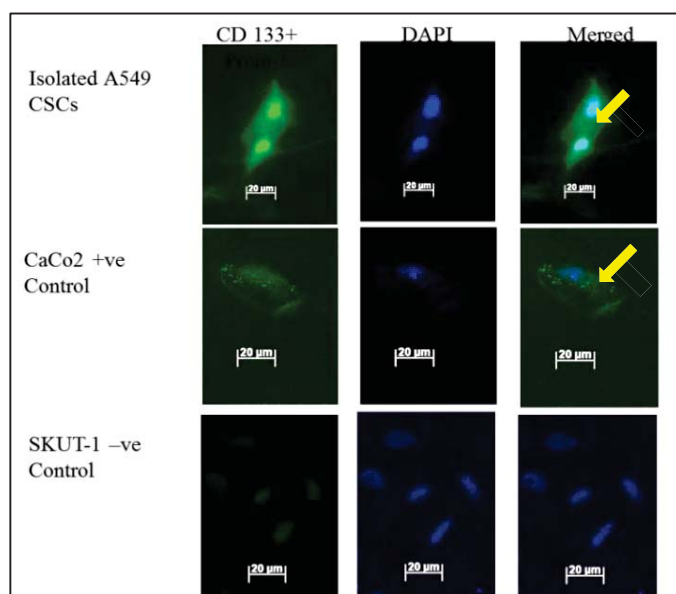 CD 133+ DAPI Merged
Isolated A549
CSCs
20 µm 20 µm 20 µm
CaCo2 +ve
Control
20 µm 20 µm 20 µm
SKUT-1 –ve
Control
20 µm 20 µm 20 µm